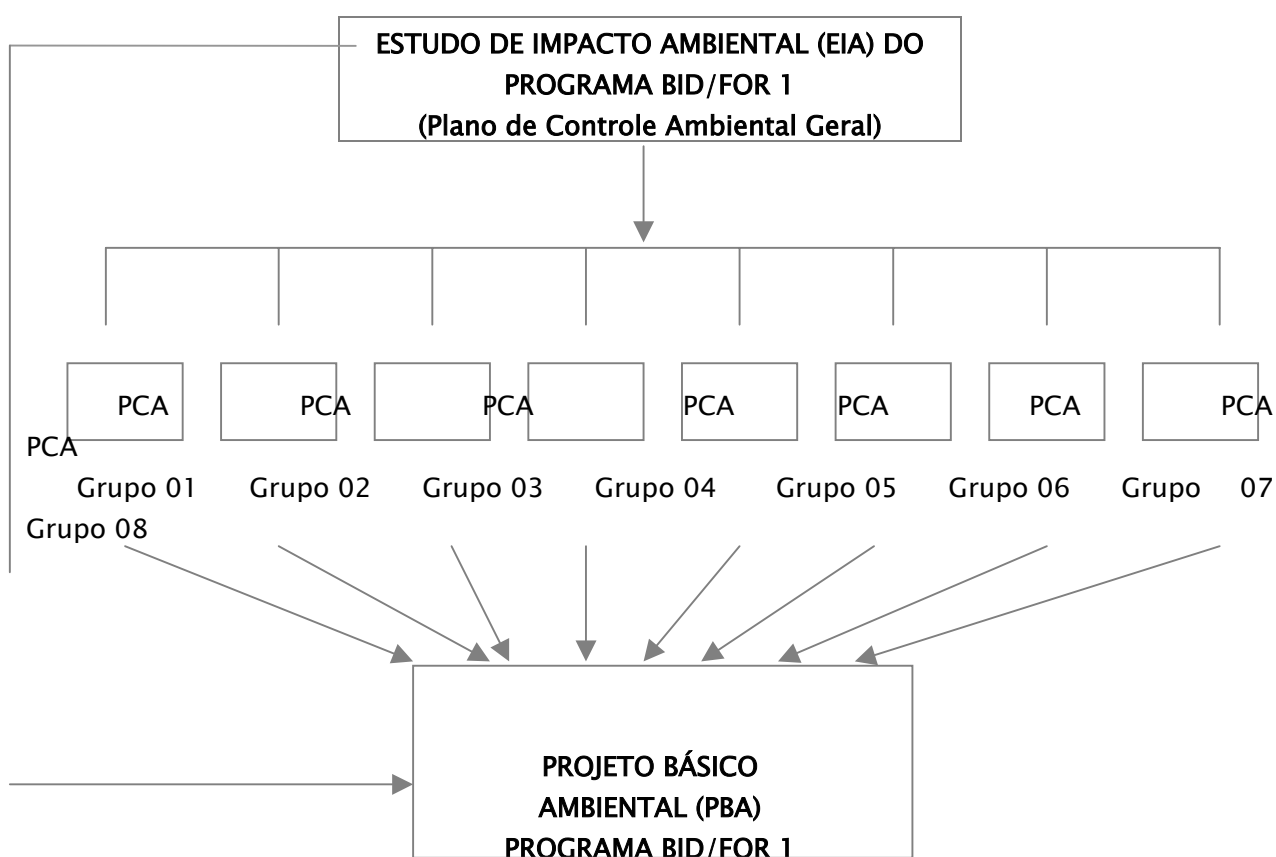 ESTUDO DE IMPACTO AMBIENTAL (EIA) DO
PROGRAMA BID/FOR 1
(Plano de Controle Ambiental Geral)
PCA PCA PCA PCA PCA PCA PCA
PCA
Grupo 01 Grupo 02 Grupo 03 Grupo 04 Grupo 05 Grupo 06 Grupo 07
Grupo 08
PROJETO BÁSICO
AMBIENTAL (PBA)
PROGRAMA BID/FOR 1